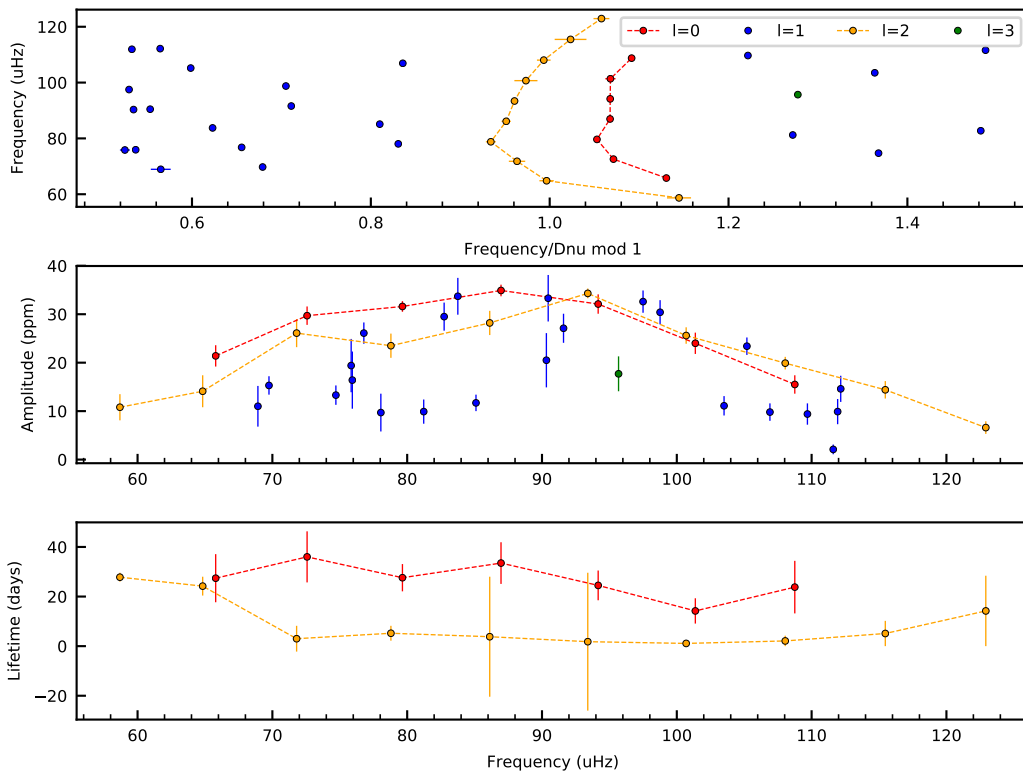 Frequency (uHz)
120
100
80
60
l=0 l=1 l=2 l=3
0.6 0.8 1.0 1.2 1.4
Frequency/Dnu mod 1
Amplitude (ppm)
40
30
20
10
0
60 70 80 90 100 110 120
Lifetime (days)
40
20
0
−20
60 70 80 90 100 110 120
Frequency (uHz)